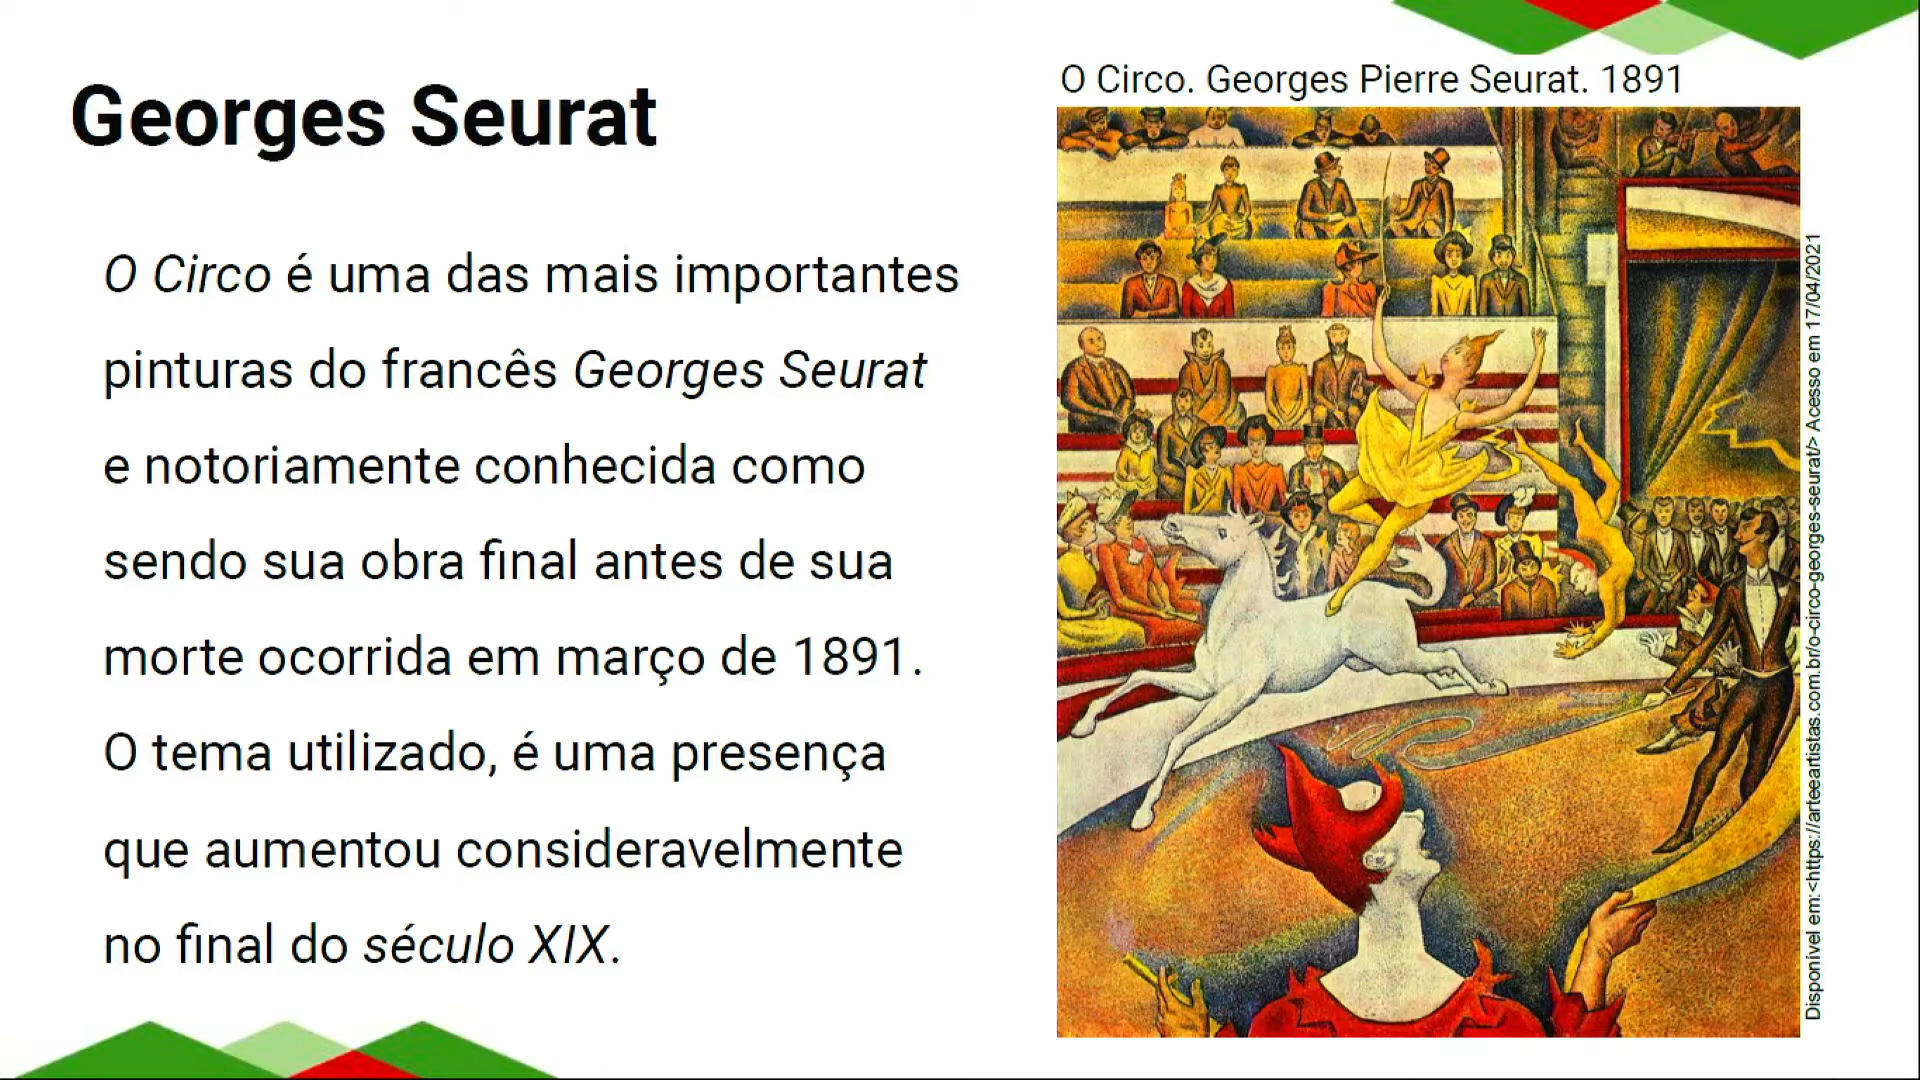 Georges Seurat
O Circo é uma das mais importantes
pinturas do francês Georges Seurat
e notoriamente conhecida como
sendo sua obra final antes de sua
morte ocorrida em março de 1891.
O tema utilizado, é uma presença
que aumentou consideravelmente
no final do século XIX.
O Circo. Georges Pierre Seurat. 1891
Disponível em:<https://arteeartistas.com.br/o-circo-georges-seurat/> Acesso em 17/04/2021